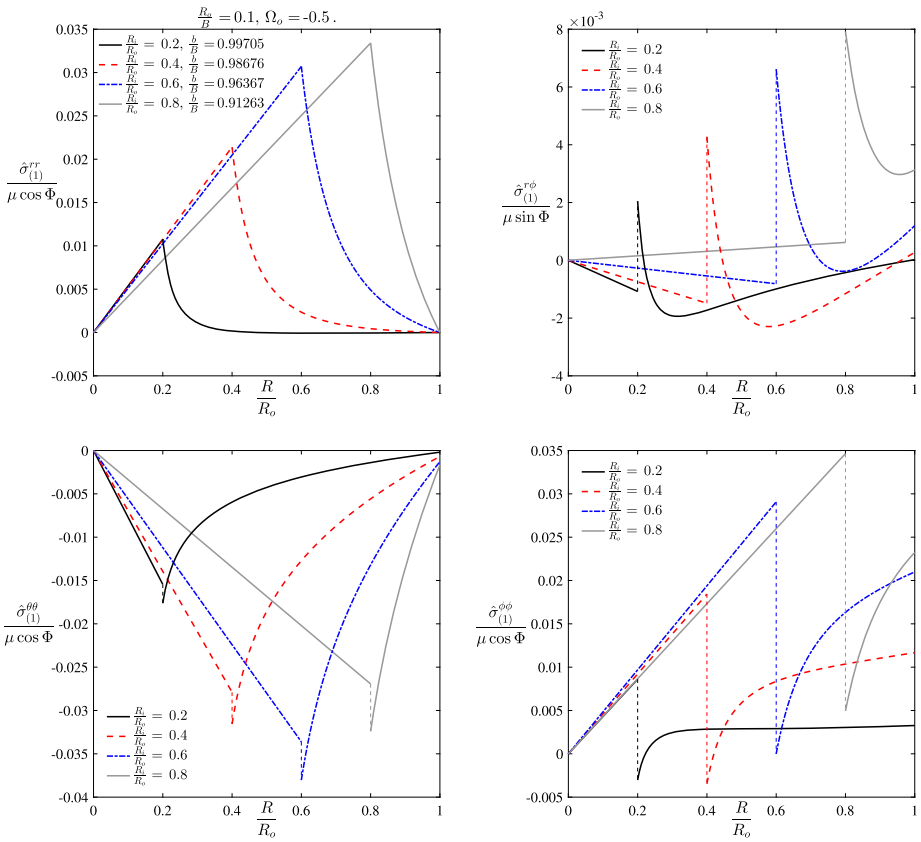 R_o/B = 0.1, Ω_o = -0.5 .
0.035
0.03
0.025
0.02
0.015
0.01
0.005
0
-0.005
R_i/R_o = 0.2, b/B = 0.99705
R_i/R_o = 0.4, b/B = 0.98676
R_i/R_o = 0.6, b/B = 0.96367
R_i/R_o = 0.8, b/B = 0.91263
σ̂^{rr}_{(1)}
μ cos Φ
0 0.2 0.4 0.6 0.8 1
R/R_o
×10^{-3}
8
6
4
2
0
-2
-4
R_i/R_o = 0.2
R_i/R_o = 0.4
R_i/R_o = 0.6
R_i/R_o = 0.8
σ̂^{rϕ}_{(1)}
μ sin Φ
0 0.2 0.4 0.6 0.8 1
R/R_o
0
-0.005
-0.01
-0.015
-0.02
-0.025
-0.03
-0.035
-0.04
σ̂^{θθ}_{(1)}
μ cos Φ
R_i/R_o = 0.2
R_i/R_o = 0.4
R_i/R_o = 0.6
R_i/R_o = 0.8
0 0.2 0.4 0.6 0.8 1
R/R_o
0.035
0.03
0.025
0.02
0.015
0.01
0.005
0
-0.005
R_i/R_o = 0.2
R_i/R_o = 0.4
R_i/R_o = 0.6
R_i/R_o = 0.8
σ̂^{ϕϕ}_{(1)}
μ cos Φ
0 0.2 0.4 0.6 0.8 1
R/R_o